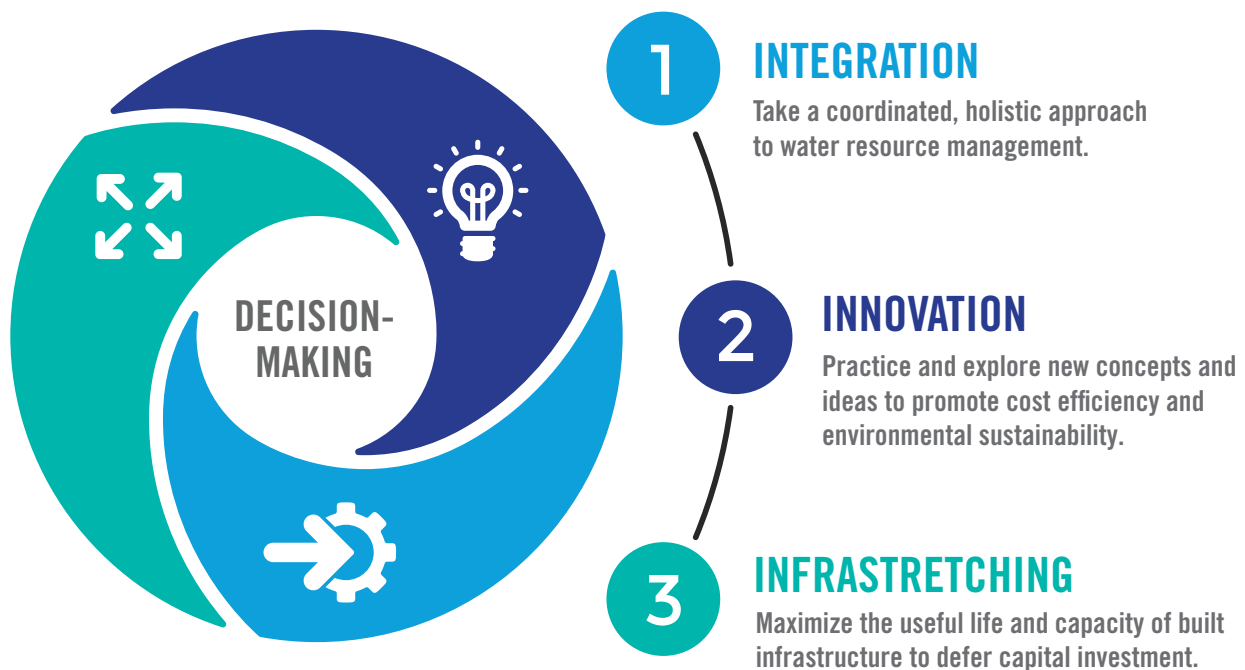 DECISION-
MAKING
1
INTEGRATION
Take a coordinated, holistic approach
to water resource management.
2
INNOVATION
Practice and explore new concepts and
ideas to promote cost efficiency and
environmental sustainability.
3
INFRASTRETCHING
Maximize the useful life and capacity of built
infrastructure to defer capital investment.